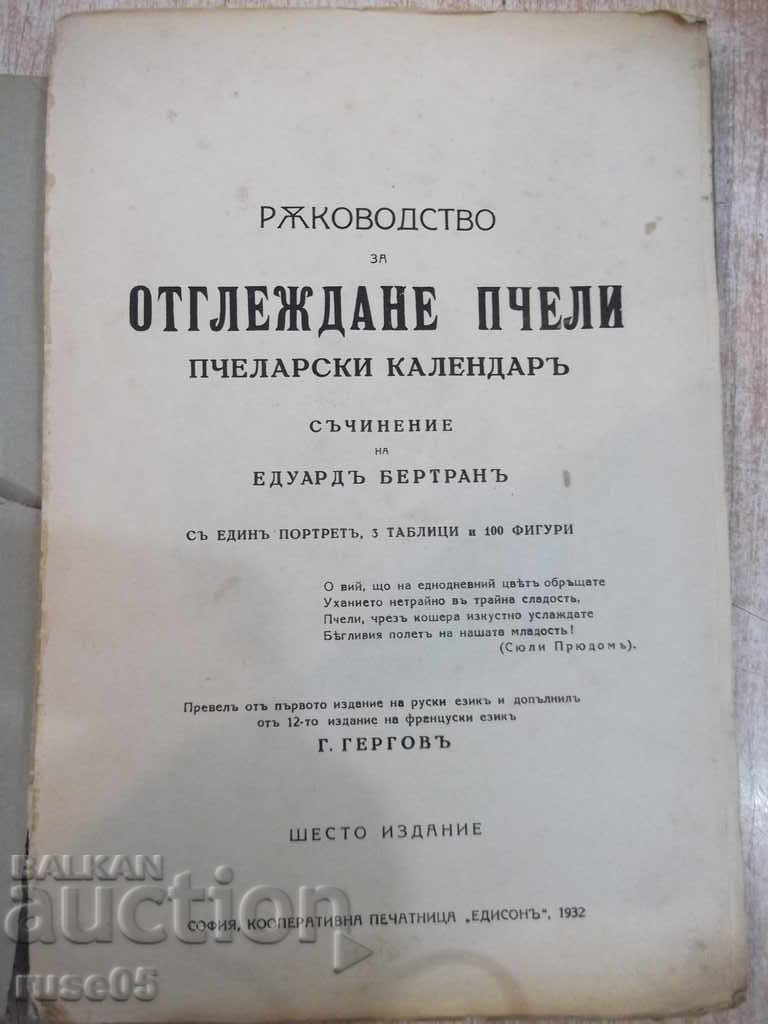 РѪКОВОДСТВО
ЗА
ОТГЛЕЖДАНЕ ПЧЕЛИ
ПЧЕЛАРСКИ КАЛЕНДАРЪ
СЪЧИНЕНИЕ
НА
ЕДУАРДЪ БЕРТРАНЪ
СЪ ЕДИНЪ ПОРТРЕТЪ, 3 ТАБЛИЦИ и 100 ФИГУРИ
О вий, що на еднодневний цвѣтъ обръщате
Уханието нетрайно въ трайна сладость,
Пчели, чрезъ кошера изкустно услаждате
Бѣгливия полетъ на нашата младость!
(Сюли Прюдомъ).
Превелъ отъ първото издание на руски езикъ и допълнилъ
отъ 12-то издание на француски езикъ
Г. ГЕРГОВЪ
ШЕСТО ИЗДАНИЕ
СОФИЯ, КООПЕРАТИВНА ПЕЧАТНИЦА „ЕДИСОНЪ“, 1932
BALKAN
auction
ruse05